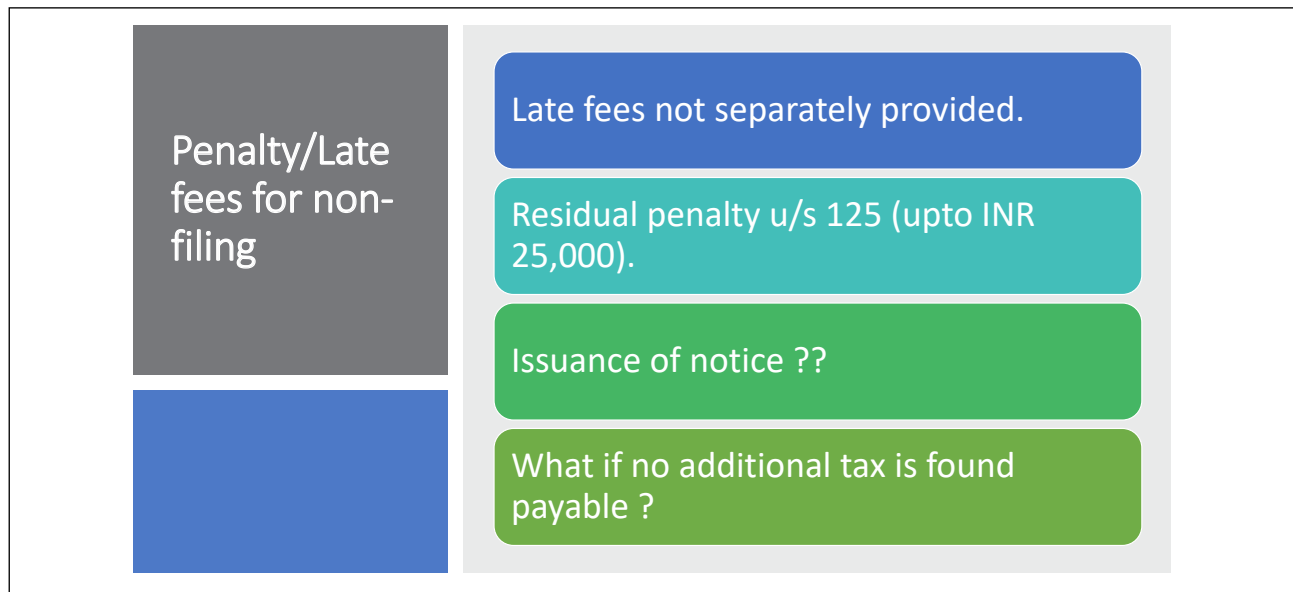 Penalty/Late
fees for non-
filing
Late fees not separately provided.
Residual penalty u/s 125 (upto INR
25,000).
Issuance of notice ??
What if no additional tax is found
payable ?